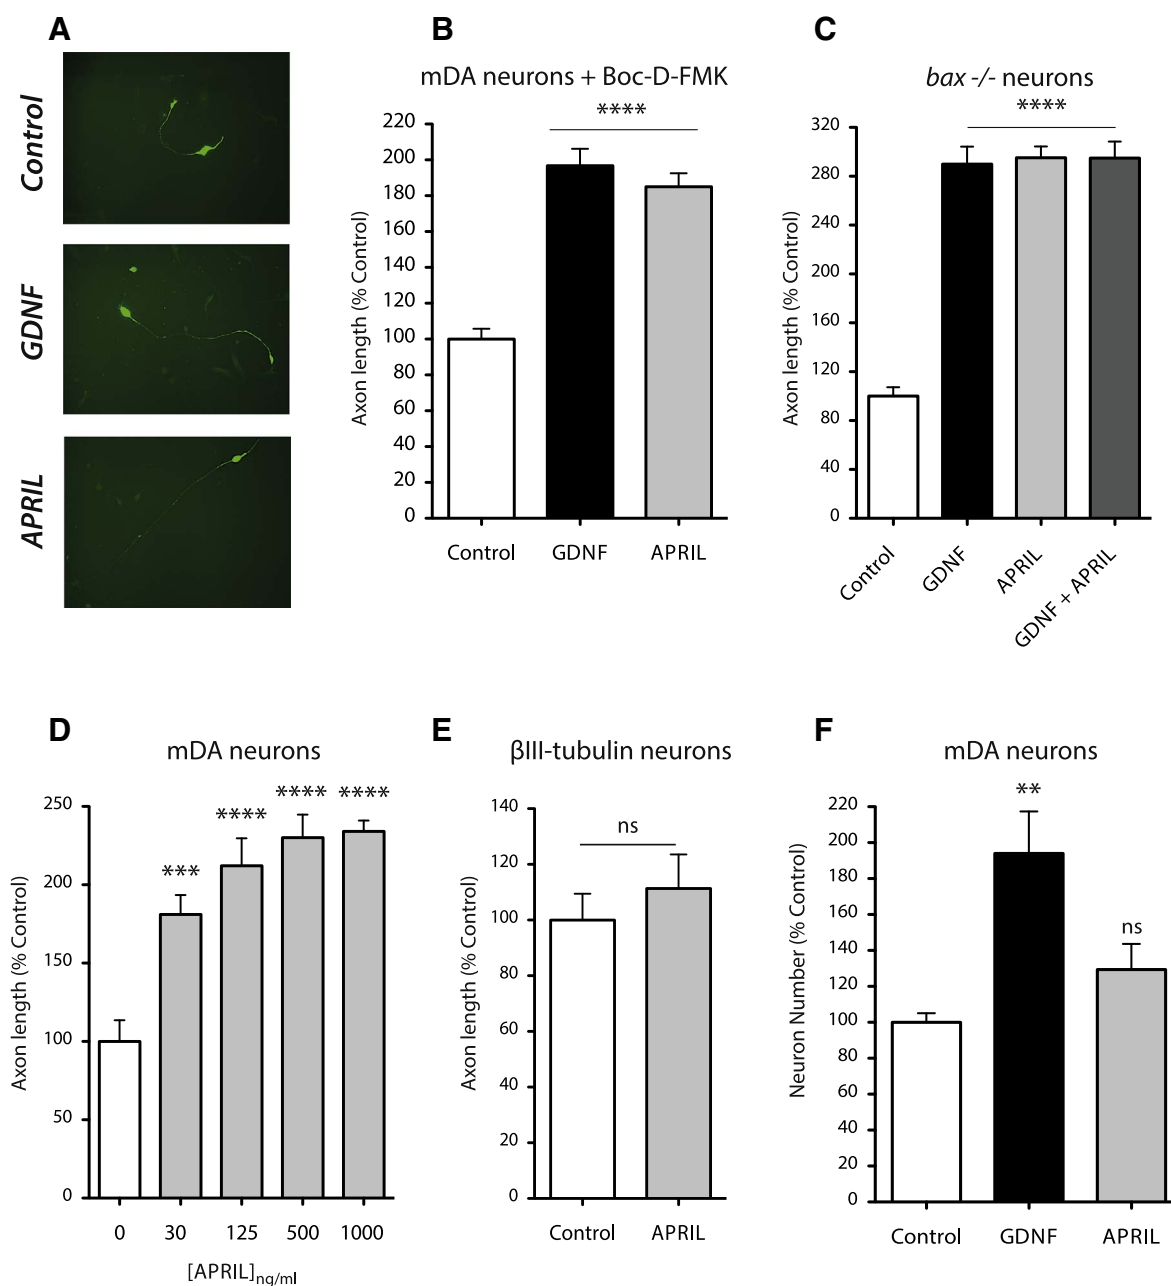 A
Control
GDNF
APRIL
B
mDA neurons + Boc-D-FMK
****
220
200
180
160
140
120
100
80
60
40
20
0
Axon length (% Control)
Control
GDNF
APRIL
C
bax -/- neurons
****
320
280
240
200
160
120
80
40
0
Axon length (% Control)
Control
GDNF
APRIL
GDNF + APRIL
D
mDA neurons
250
200
150
100
50
0
Axon length (% Control)
***
****
****
****
0
30
125
500
1000
[APRIL]ng/ml
E
βIII-tubulin neurons
ns
140
120
100
80
60
40
20
0
Axon length (% Control)
Control
APRIL
F
mDA neurons
**
ns
220
200
180
160
140
120
100
80
60
40
20
0
Neuron Number (% Control)
Control
GDNF
APRIL